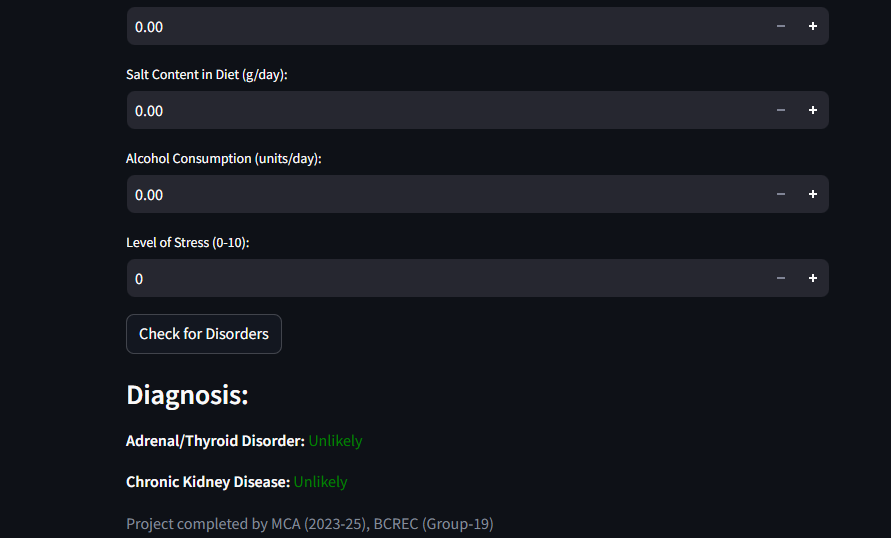 0.00
Salt Content in Diet (g/day):
0.00
Alcohol Consumption (units/day):
0.00
Level of Stress (0-10):
0
Check for Disorders
Diagnosis:
Adrenal/Thyroid Disorder: Unlikely
Chronic Kidney Disease: Unlikely
Project completed by MCA (2023-25), BCREC (Group-19)